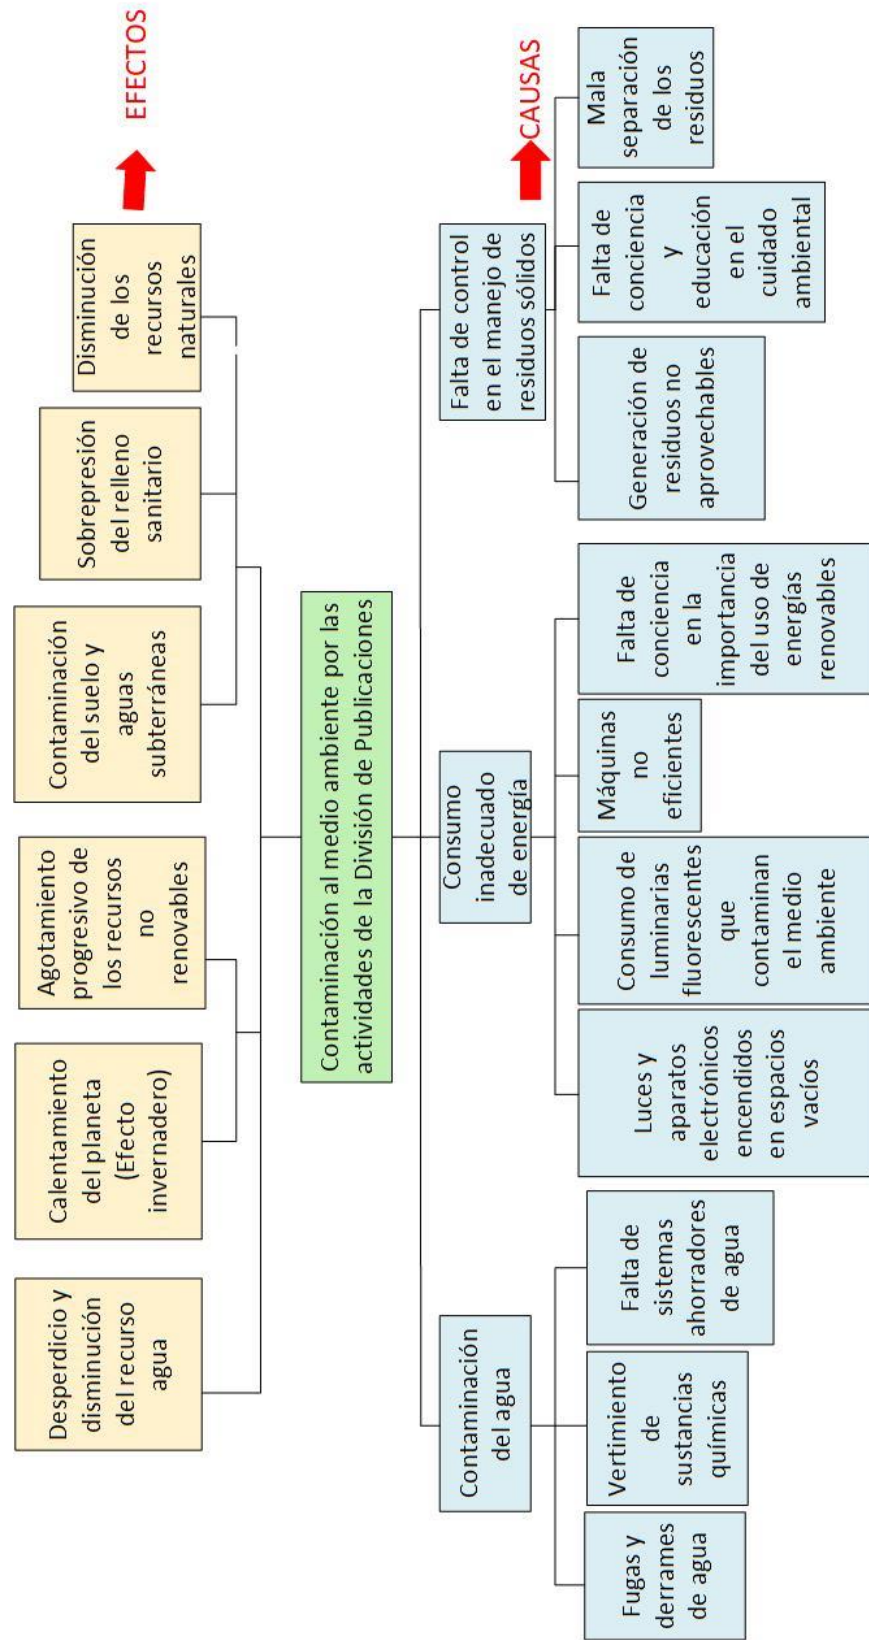 Desperdicio y
disminución
del recurso
agua
Calentamiento
del planeta
(Efecto
invernadero)
Agotamiento
progresivo de
los recursos
no
renovables
Contaminación
del suelo y
aguas
subterráneas
Sobrepresión
del relleno
sanitario
Disminución
de los
recursos
naturales
EFECTOS
Contaminación al medio ambiente por las
actividades de la División de Publicaciones
Contaminación
del agua
Consumo
inadecuado
de energía
Falta de control
en el manejo de
residuos sólidos
CAUSAS
Fugas y
derrames
de agua
Vertimiento
de
sustancias
químicas
Falta de
sistemas
ahorradores
de agua
Luces y
aparatos
electrónicos
encendidos
en espacios
vacíos
Consumo de
luminarias
fluorescentes
que
contaminan
el medio
ambiente
Máquinas
no
eficientes
Falta de
conciencia
en la
importancia
del uso de
energías
renovables
Generación de
residuos no
aprovechables
Falta de
conciencia
y
educación
en el
cuidado
ambiental
Mala
separación
de los
residuos